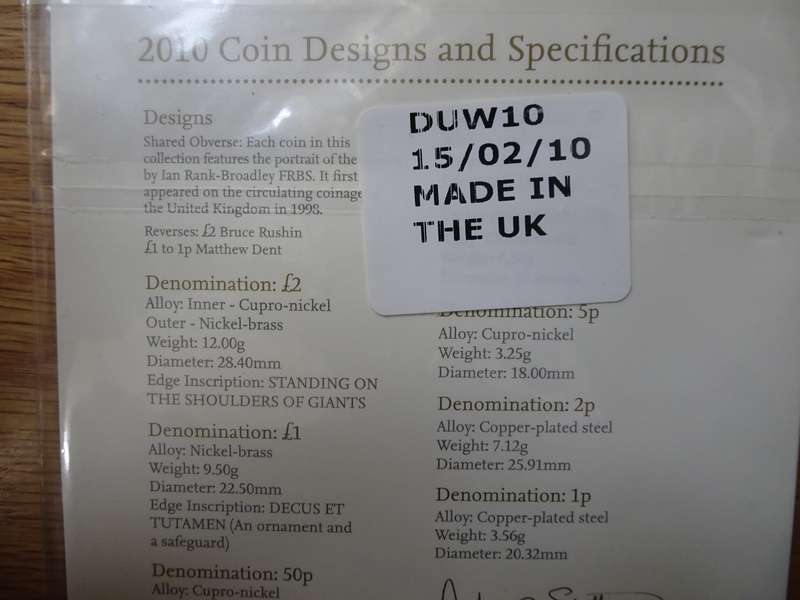 2010 Coin Designs and Specifications
Designs
Shared Obverse: Each coin in this
collection features the portrait of the
by Ian Rank-Broadley FRBS. It first
appeared on the circulating coinage
the United Kingdom in 1998.
Reverses: £2 Bruce Rushin
£1 to 1p Matthew Dent
Denomination: £2
Alloy: Inner - Cupro-nickel
Outer - Nickel-brass
Weight: 12.00g
Diameter: 28.40mm
Edge Inscription: STANDING ON
THE SHOULDERS OF GIANTS
Denomination: £1
Alloy: Nickel-brass
Weight: 9.50g
Diameter: 22.50mm
Edge Inscription: DECUS ET
TUTAMEN (An ornament and
a safeguard)
Denomination: 50p
Alloy: Cupro-nickel
DUW10
15/02/10
MADE IN
THE UK
Denomination: 5p
Alloy: Cupro-nickel
Weight: 3.25g
Diameter: 18.00mm
Denomination: 2p
Alloy: Copper-plated steel
Weight: 7.12g
Diameter: 25.91mm
Denomination: 1p
Alloy: Copper-plated steel
Weight: 3.56g
Diameter: 20.32mm